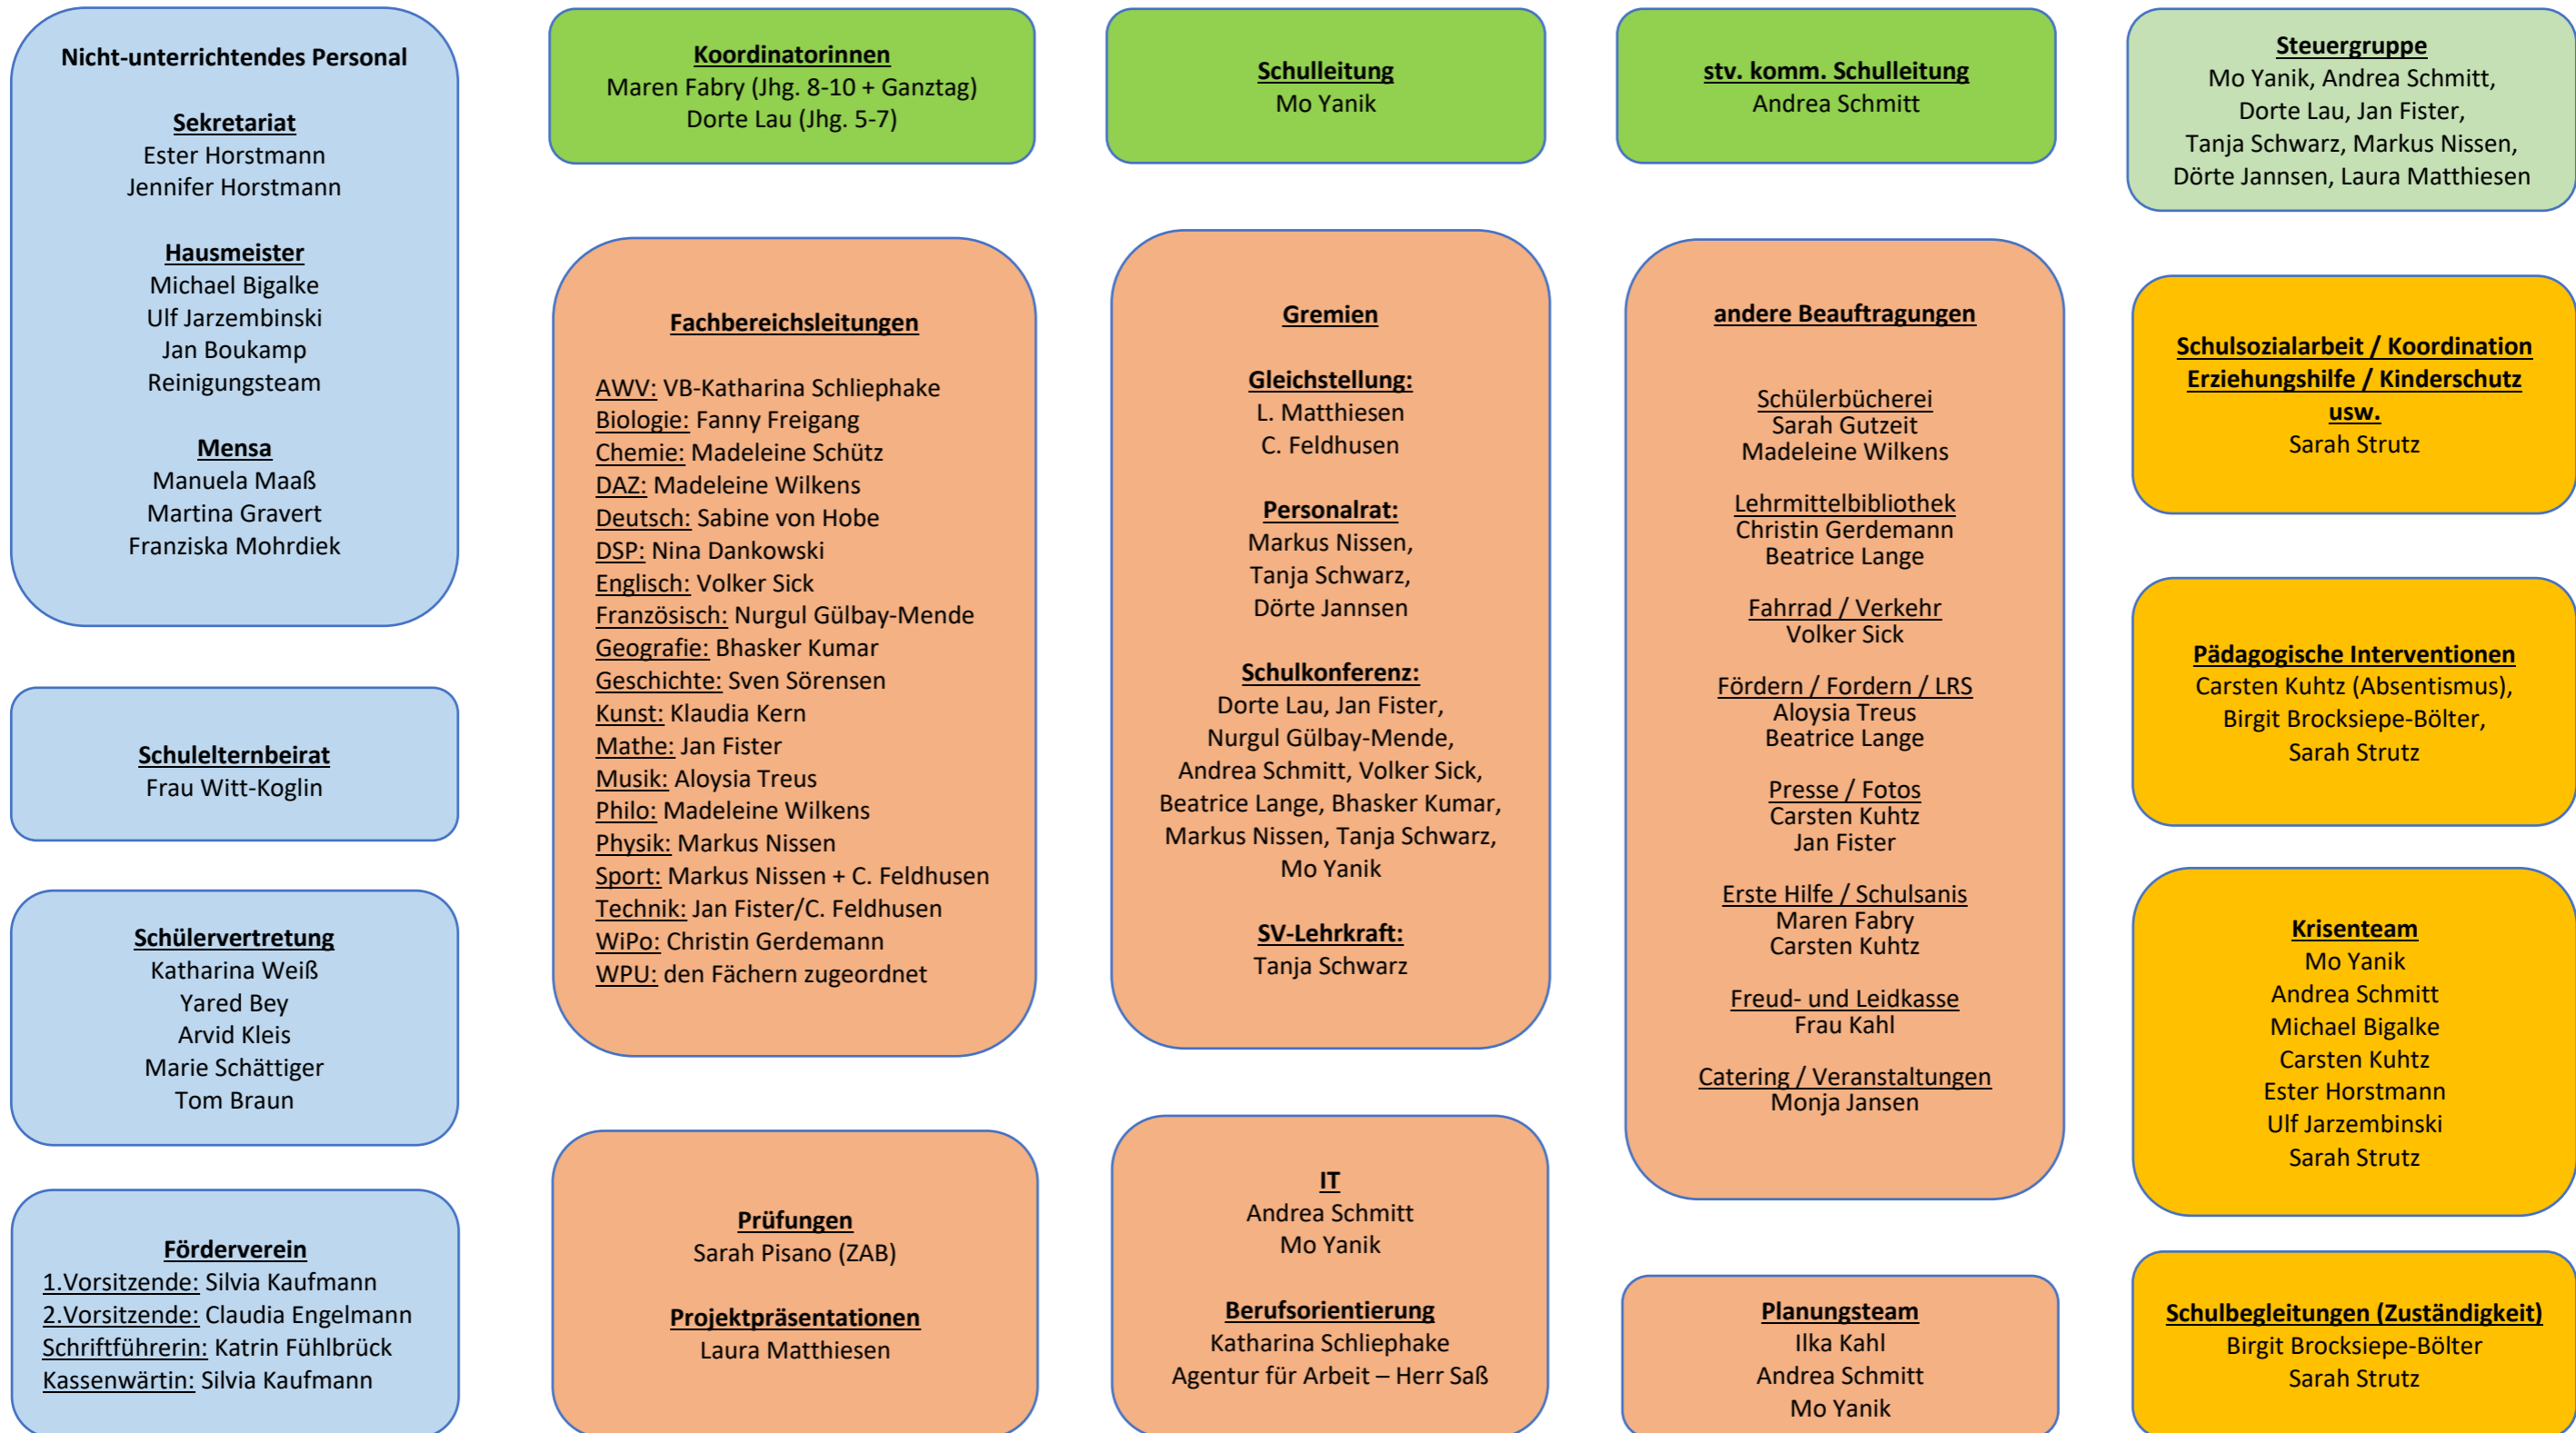 Nicht-unterrichtendes Personal
Sekretariat
Ester Horstmann
Jennifer Horstmann
Hausmeister
Michael Bigalke
Ulf Jarzembinski
Jan Boukamp
Reinigungsteam
Mensa
Manuela Maaß
Martina Gravert
Franziska Mohrdiek
Schulelternbeirat
Frau Witt-Koglin
Schülervertretung
Katharina Weiß
Yared Bey
Arvid Kleis
Marie Schättiger
Tom Braun
Förderverein
1.Vorsitzende: Silvia Kaufmann
2.Vorsitzende: Claudia Engelmann
Schriftführerin: Katrin Fühlbrück
Kassenwärtin: Silvia Kaufmann
Koordinatorinnen
Maren Fabry (Jhg. 8-10 + Ganztag)
Dorte Lau (Jhg. 5-7)
Fachbereichsleitungen
AWV: VB-Katharina Schliephake
Biologie: Fanny Freigang
Chemie: Madeleine Schütz
DAZ: Madeleine Wilkens
Deutsch: Sabine von Hobe
DSP: Nina Dankowski
Englisch: Volker Sick
Französisch: Nurgul Gülbay-Mende
Geografie: Bhasker Kumar
Geschichte: Sven Sörensen
Kunst: Klaudia Kern
Mathe: Jan Fister
Musik: Aloysia Treus
Philo: Madeleine Wilkens
Physik: Markus Nissen
Sport: Markus Nissen + C. Feldhusen
Technik: Jan Fister/C. Feldhusen
WiPo: Christin Gerdemann
WPU: den Fächern zugeordnet
Prüfungen
Sarah Pisano (ZAB)
Projektpräsentationen
Laura Matthiesen
Schulleitung
Mo Yanik
Gremien
Gleichstellung:
L. Matthiesen
C. Feldhusen
Personalrat:
Markus Nissen,
Tanja Schwarz,
Dörte Jannsen
Schulkonferenz:
Dorte Lau, Jan Fister,
Nurgul Gülbay-Mende,
Andrea Schmitt, Volker Sick,
Beatrice Lange, Bhasker Kumar,
Markus Nissen, Tanja Schwarz,
Mo Yanik
SV-Lehrkraft:
Tanja Schwarz
IT
Andrea Schmitt
Mo Yanik
Berufsorientierung
Katharina Schliephake
Agentur für Arbeit – Herr Saß
stv. komm. Schulleitung
Andrea Schmitt
andere Beauftragungen
Schülerbücherei
Sarah Gutzeit
Madeleine Wilkens
Lehrmittelbibliothek
Christin Gerdemann
Beatrice Lange
Fahrrad / Verkehr
Volker Sick
Fördern / Fordern / LRS
Aloysia Treus
Beatrice Lange
Presse / Fotos
Carsten Kuhtz
Jan Fister
Erste Hilfe / Schulsanis
Maren Fabry
Carsten Kuhtz
Freud- und Leidkasse
Frau Kahl
Catering / Veranstaltungen
Monja Jansen
Planungsteam
Ilka Kahl
Andrea Schmitt
Mo Yanik
Steuergruppe
Mo Yanik, Andrea Schmitt,
Dorte Lau, Jan Fister,
Tanja Schwarz, Markus Nissen,
Dörte Jannsen, Laura Matthiesen
Schulsozialarbeit / Koordination
Erziehungshilfe / Kinderschutz
usw.
Sarah Strutz
Pädagogische Interventionen
Carsten Kuhtz (Absentismus),
Birgit Brocksiepe-Bölter,
Sarah Strutz
Krisenteam
Mo Yanik
Andrea Schmitt
Michael Bigalke
Carsten Kuhtz
Ester Horstmann
Ulf Jarzembinski
Sarah Strutz
Schulbegleitungen (Zuständigkeit)
Birgit Brocksiepe-Bölter
Sarah Strutz